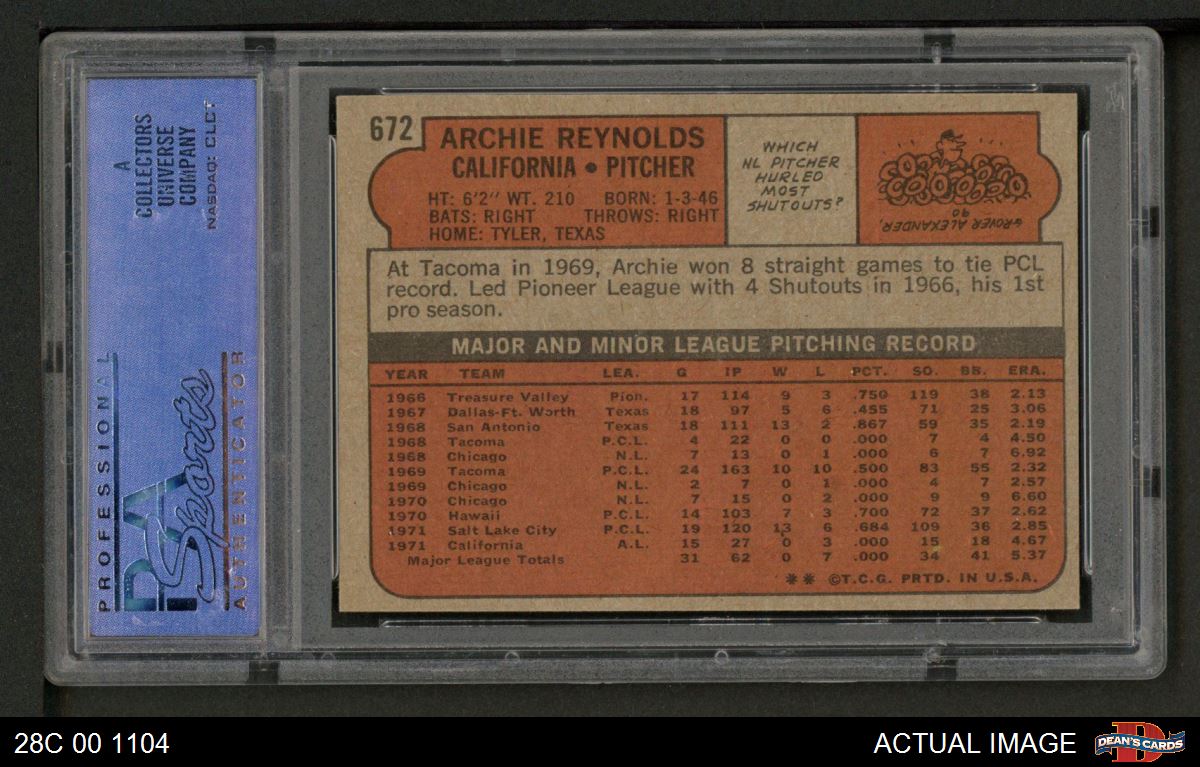 A
COLLECTORS
UNIVERSE
COMPANY
NASDAQ: CLCT
PROFESSIONAL
PSA
Sports
AUTHENTICATOR
672
ARCHIE REYNOLDS
CALIFORNIA • PITCHER
HT: 6'2" WT. 210 BORN: 1-3-46
BATS: RIGHT THROWS: RIGHT
HOME: TYLER, TEXAS
WHICH
NL PITCHER
HURLED
MOST
SHUTOUTS?
GROVER ALEXANDER,
90
At Tacoma in 1969, Archie won 8 straight games to tie PCL
record. Led Pioneer League with 4 Shutouts in 1966, his 1st
pro season.
MAJOR AND MINOR LEAGUE PITCHING RECORD
YEAR TEAM LEA. G IP W L PCT. SO. BB. ERA.
1966 Treasure Valley Pion. 17 114 9 3 .750 119 38 2.13
1967 Dallas-Ft. Worth Texas 18 97 5 6 .455 71 25 3.06
1968 San Antonio Texas 18 111 13 2 .867 59 35 2.19
1968 Tacoma P.C.L. 4 22 0 0 .000 7 4 4.50
1968 Chicago N.L. 7 13 0 1 .000 6 7 6.92
1969 Tacoma P.C.L. 24 163 10 10 .500 83 55 2.32
1969 Chicago N.L. 2 7 0 1 .000 4 7 2.57
1970 Chicago N.L. 7 15 0 2 .000 9 9 6.60
1970 Hawaii P.C.L. 14 103 7 3 .700 72 37 2.62
1971 Salt Lake City P.C.L. 19 120 13 6 .684 109 36 2.85
1971 California A.L. 15 27 0 3 .000 15 18 4.67
Major League Totals 31 62 0 7 .000 34 41 5.37
** ©T.C.G. PRTD. IN U.S.A.
28C 00 1104
ACTUAL IMAGE
D
DEAN'S CARDS